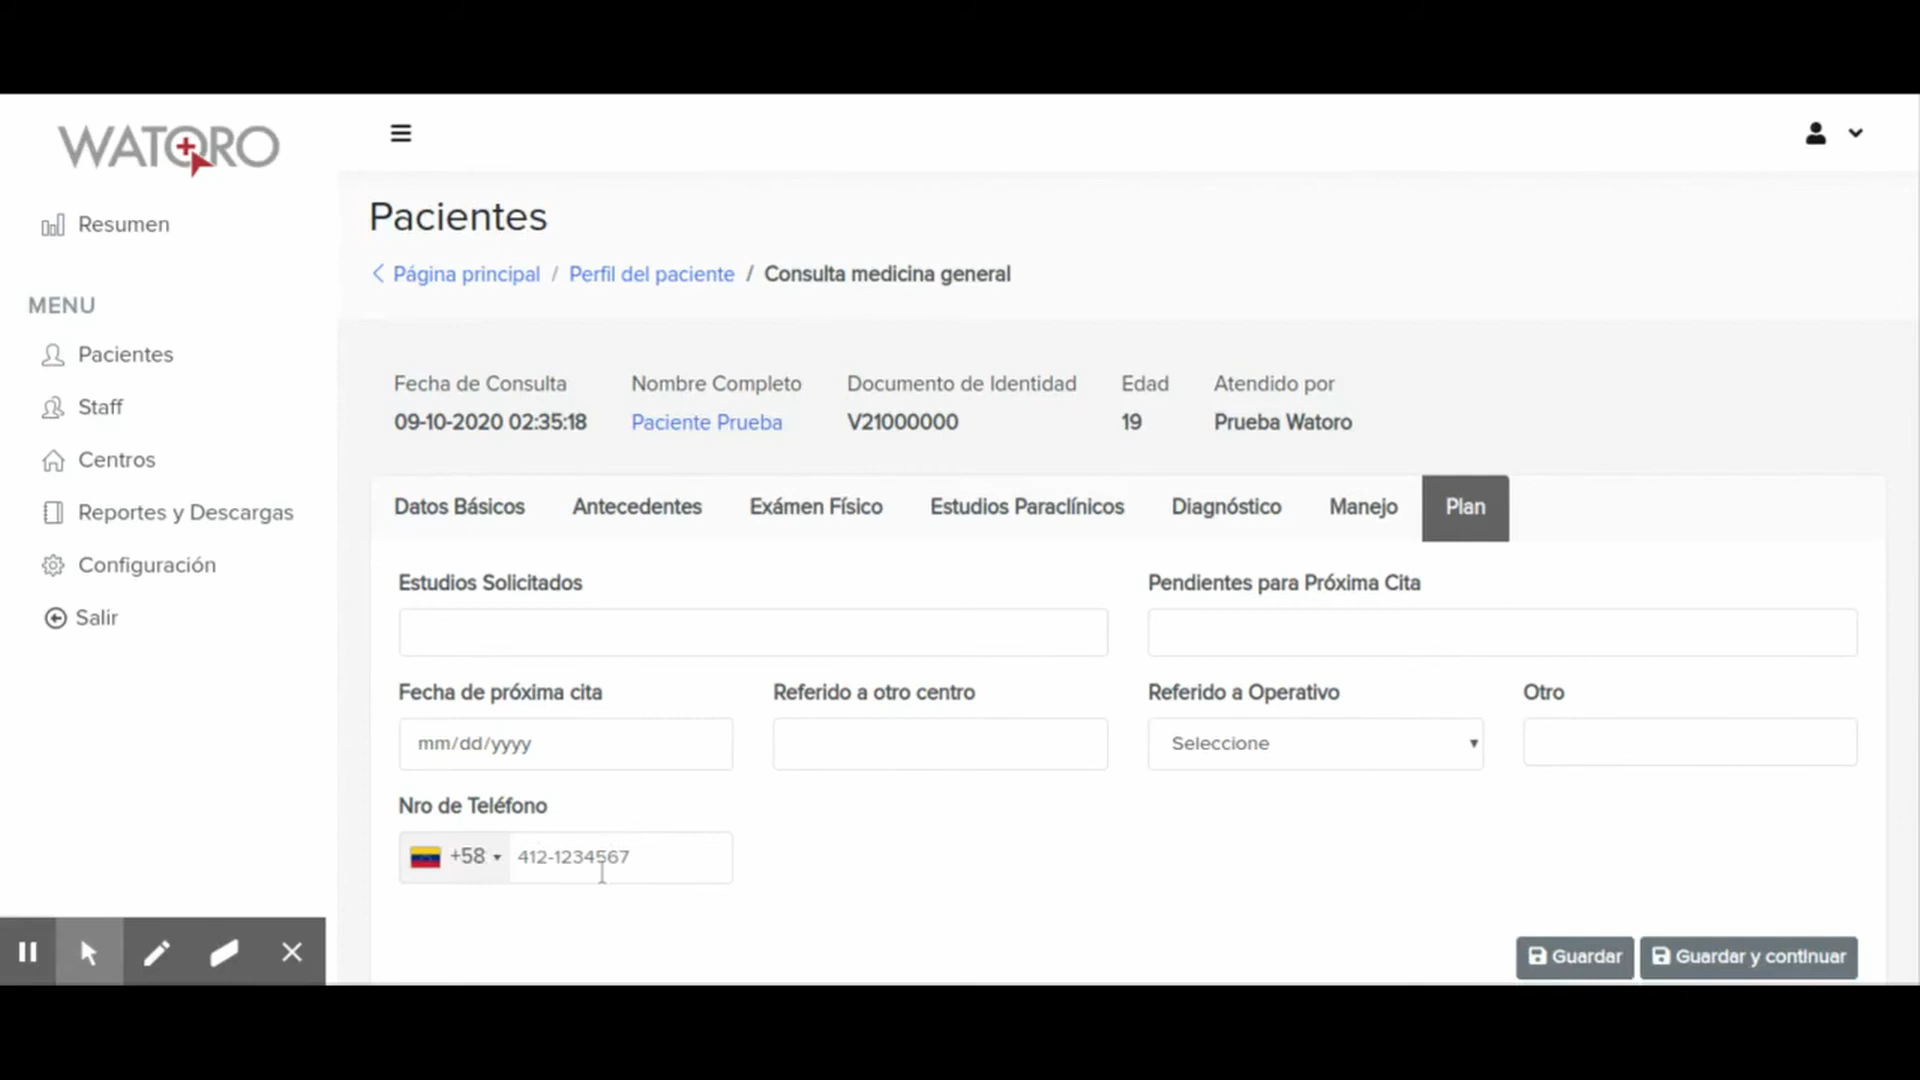 WATORO
Resumen
MENU
Pacientes
Staff
Centros
Reportes y Descargas
Configuración
Salir
Pacientes
Página principal / Perfil del paciente / Consulta medicina general
Fecha de Consulta Nombre Completo Documento de Identidad Edad Atendido por
09-10-2020 02:35:18 Paciente Prueba V21000000 19 Prueba Watoro
Datos Básicos Antecedentes Exámen Físico Estudios Paraclínicos Diagnóstico Manejo Plan
Estudios Solicitados Pendientes para Próxima Cita
Fecha de próxima cita Referido a otro centro Referido a Operativo Otro
mm/dd/yyyy Seleccione
Nro de Teléfono
+58 412-1234567
Guardar Guardar y continuar